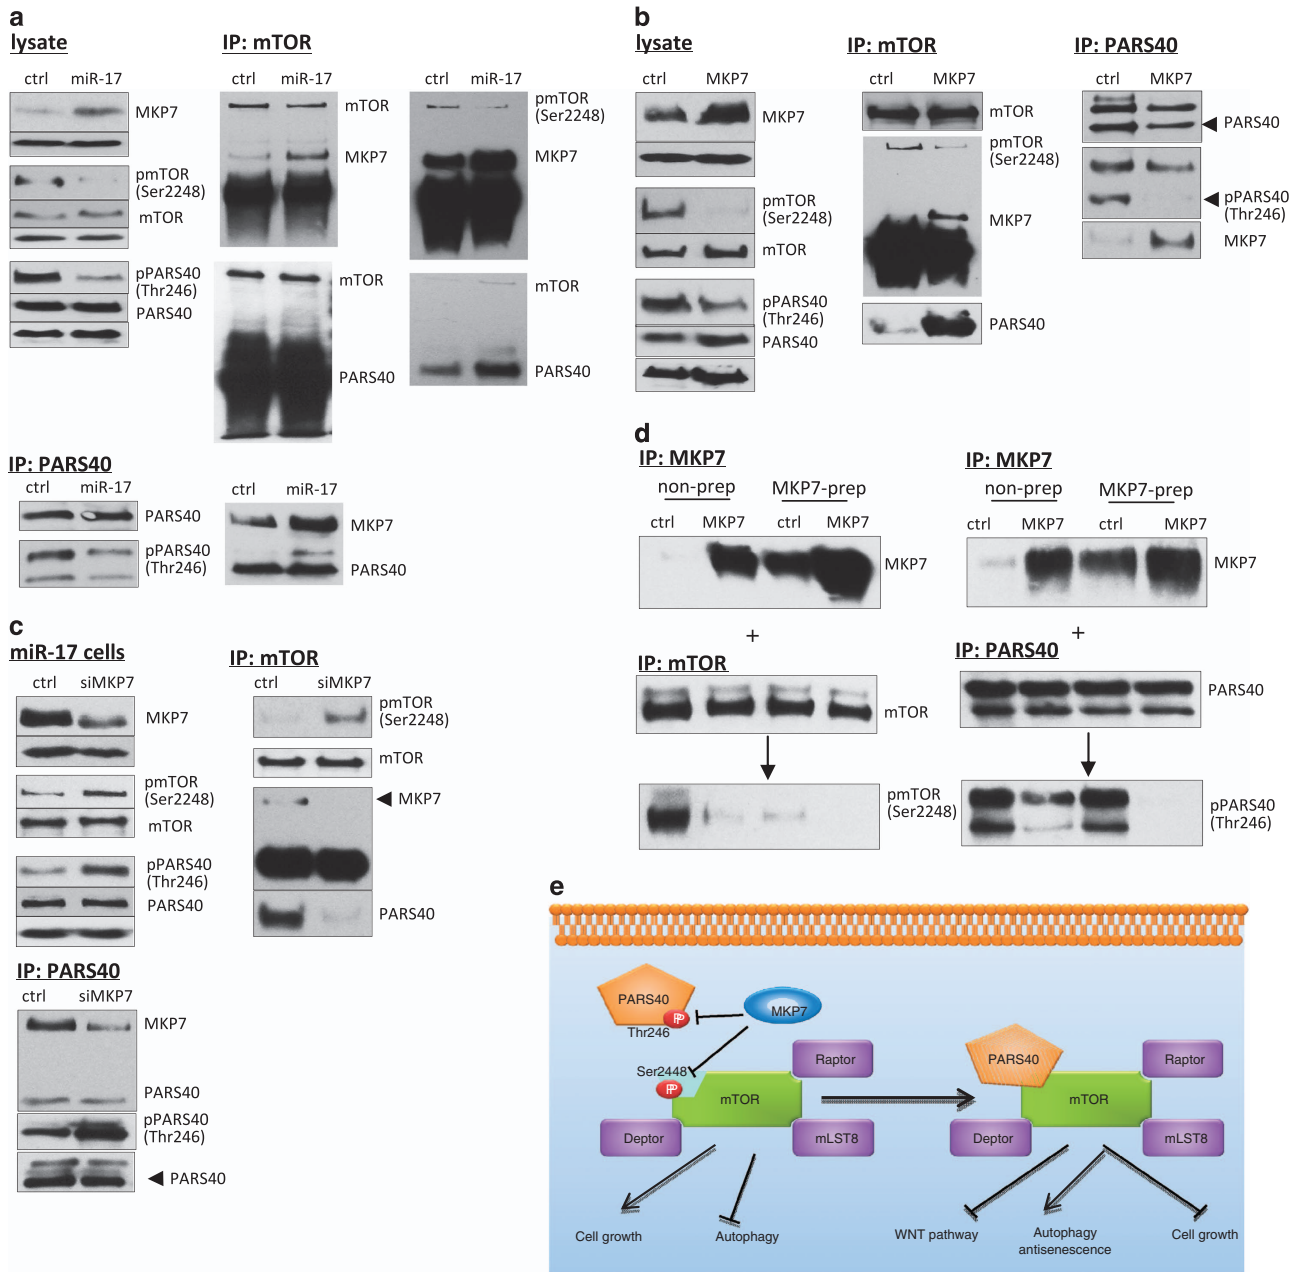 a
lysate
IP: mTOR
ctrl miR-17
MKP7
pmTOR
(Ser2248)
mTOR
pPARS40
(Thr246)
PARS40
ctrl miR-17
mTOR
MKP7
mTOR
PARS40
ctrl miR-17
pmTOR
(Ser2248)
MKP7
mTOR
PARS40
IP: PARS40
ctrl miR-17
PARS40
pPARS40
(Thr246)
ctrl miR-17
MKP7
PARS40
b
lysate
ctrl MKP7
MKP7
pmTOR
(Ser2248)
mTOR
pPARS40
(Thr246)
PARS40
IP: mTOR
ctrl MKP7
mTOR
pmTOR
(Ser2248)
MKP7
PARS40
IP: PARS40
ctrl MKP7
PARS40
pPARS40
(Thr246)
MKP7
c
miR-17 cells
ctrl siMKP7
MKP7
pmTOR
(Ser2248)
mTOR
pPARS40
(Thr246)
PARS40
IP: mTOR
ctrl siMKP7
pmTOR
(Ser2248)
mTOR
MKP7
PARS40
IP: PARS40
ctrl siMKP7
MKP7
PARS40
pPARS40
(Thr246)
PARS40
d
IP: MKP7
non-prep MKP7-prep
ctrl MKP7 ctrl MKP7
MKP7
+
IP: mTOR
mTOR
pmTOR
(Ser2248)
IP: MKP7
non-prep MKP7-prep
ctrl MKP7 ctrl MKP7
MKP7
+
IP: PARS40
PARS40
pPARS40
(Thr246)
e
PARS40
PP
Thr246
MKP7
Ser2448
PP
Raptor
mTOR
Deptor
mLST8
Cell growth
Autophagy
PARS40
Raptor
mTOR
Deptor
mLST8
WNT pathway
Autophagy
antisenescence
Cell growth